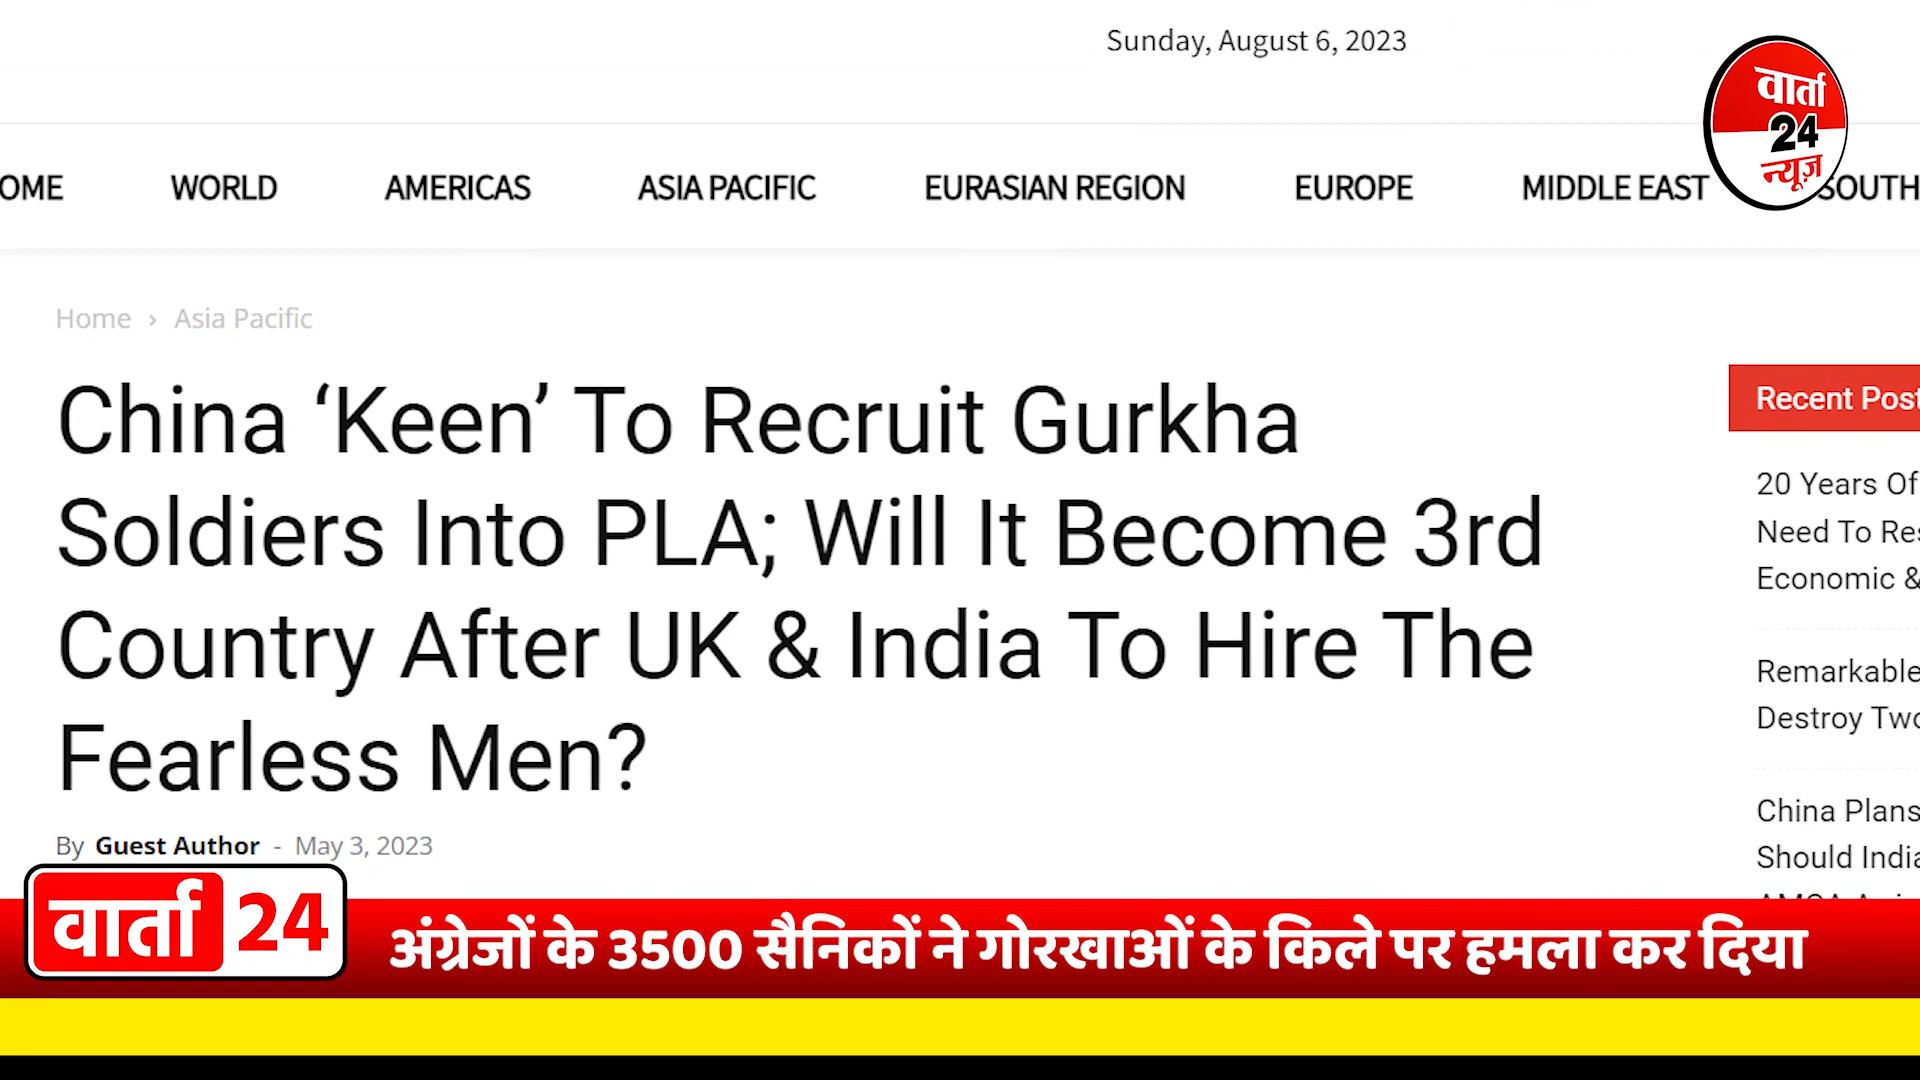 Sunday, August 6, 2023
वार्ता
24
न्यूज़
OME WORLD AMERICAS ASIA PACIFIC EURASIAN REGION EUROPE MIDDLE EAST SOUTH
Home › Asia Pacific
China ‘Keen’ To Recruit Gurkha
Soldiers Into PLA; Will It Become 3rd
Country After UK & India To Hire The
Fearless Men?
By Guest Author - May 3, 2023
Recent Post
20 Years Of
Need To Res
Economic &
Remarkable
Destroy Two
China Plans
Should India
वार्ता 24
अंग्रेजों के 3500 सैनिकों ने गोरखाओं के किले पर हमला कर दिया